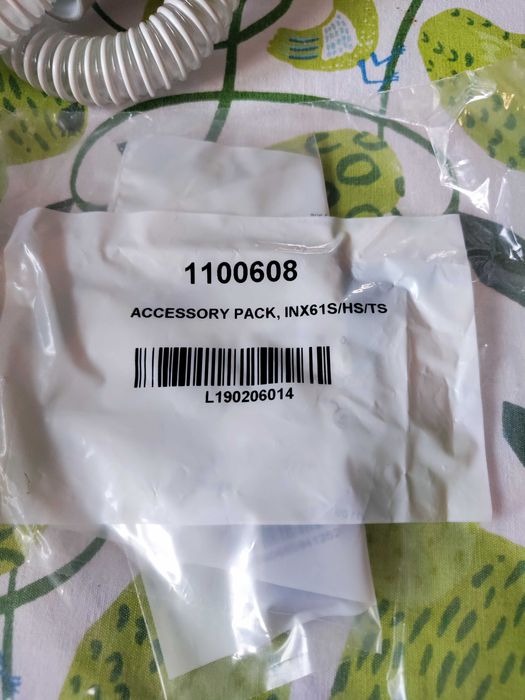 1100608
ACCESSORY PACK, INX61S/HS/TS
L190206014